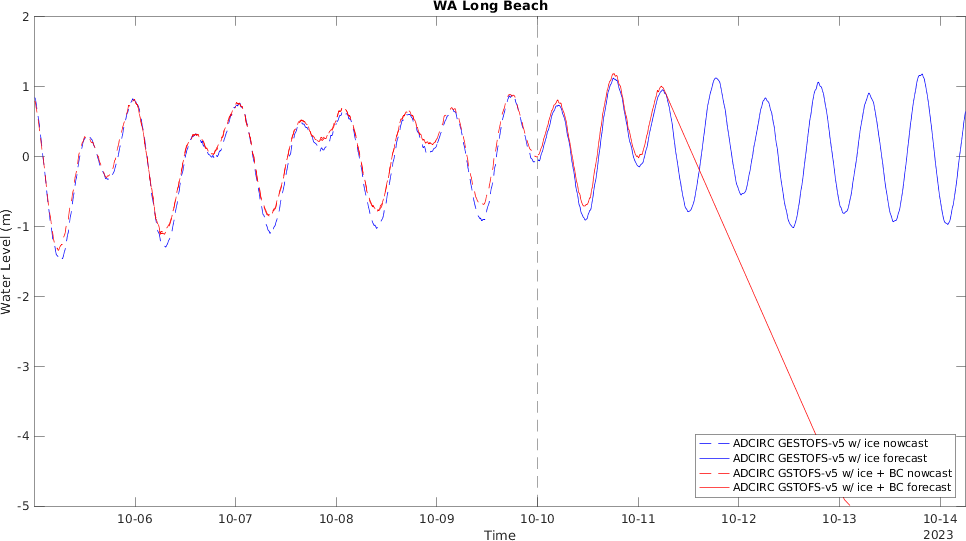 WA Long Beach
2
1
0
-1
-2
-3
-4
-5
Water Level (m)
ADCIRC GESTOFS-v5 w/ ice nowcast
ADCIRC GESTOFS-v5 w/ ice forecast
ADCIRC GSTOFS-v5 w/ ice + BC nowcast
ADCIRC GSTOFS-v5 w/ ice + BC forecast
10-06 10-07 10-08 10-09 10-10 10-11 10-12 10-13 10-14
Time
2023